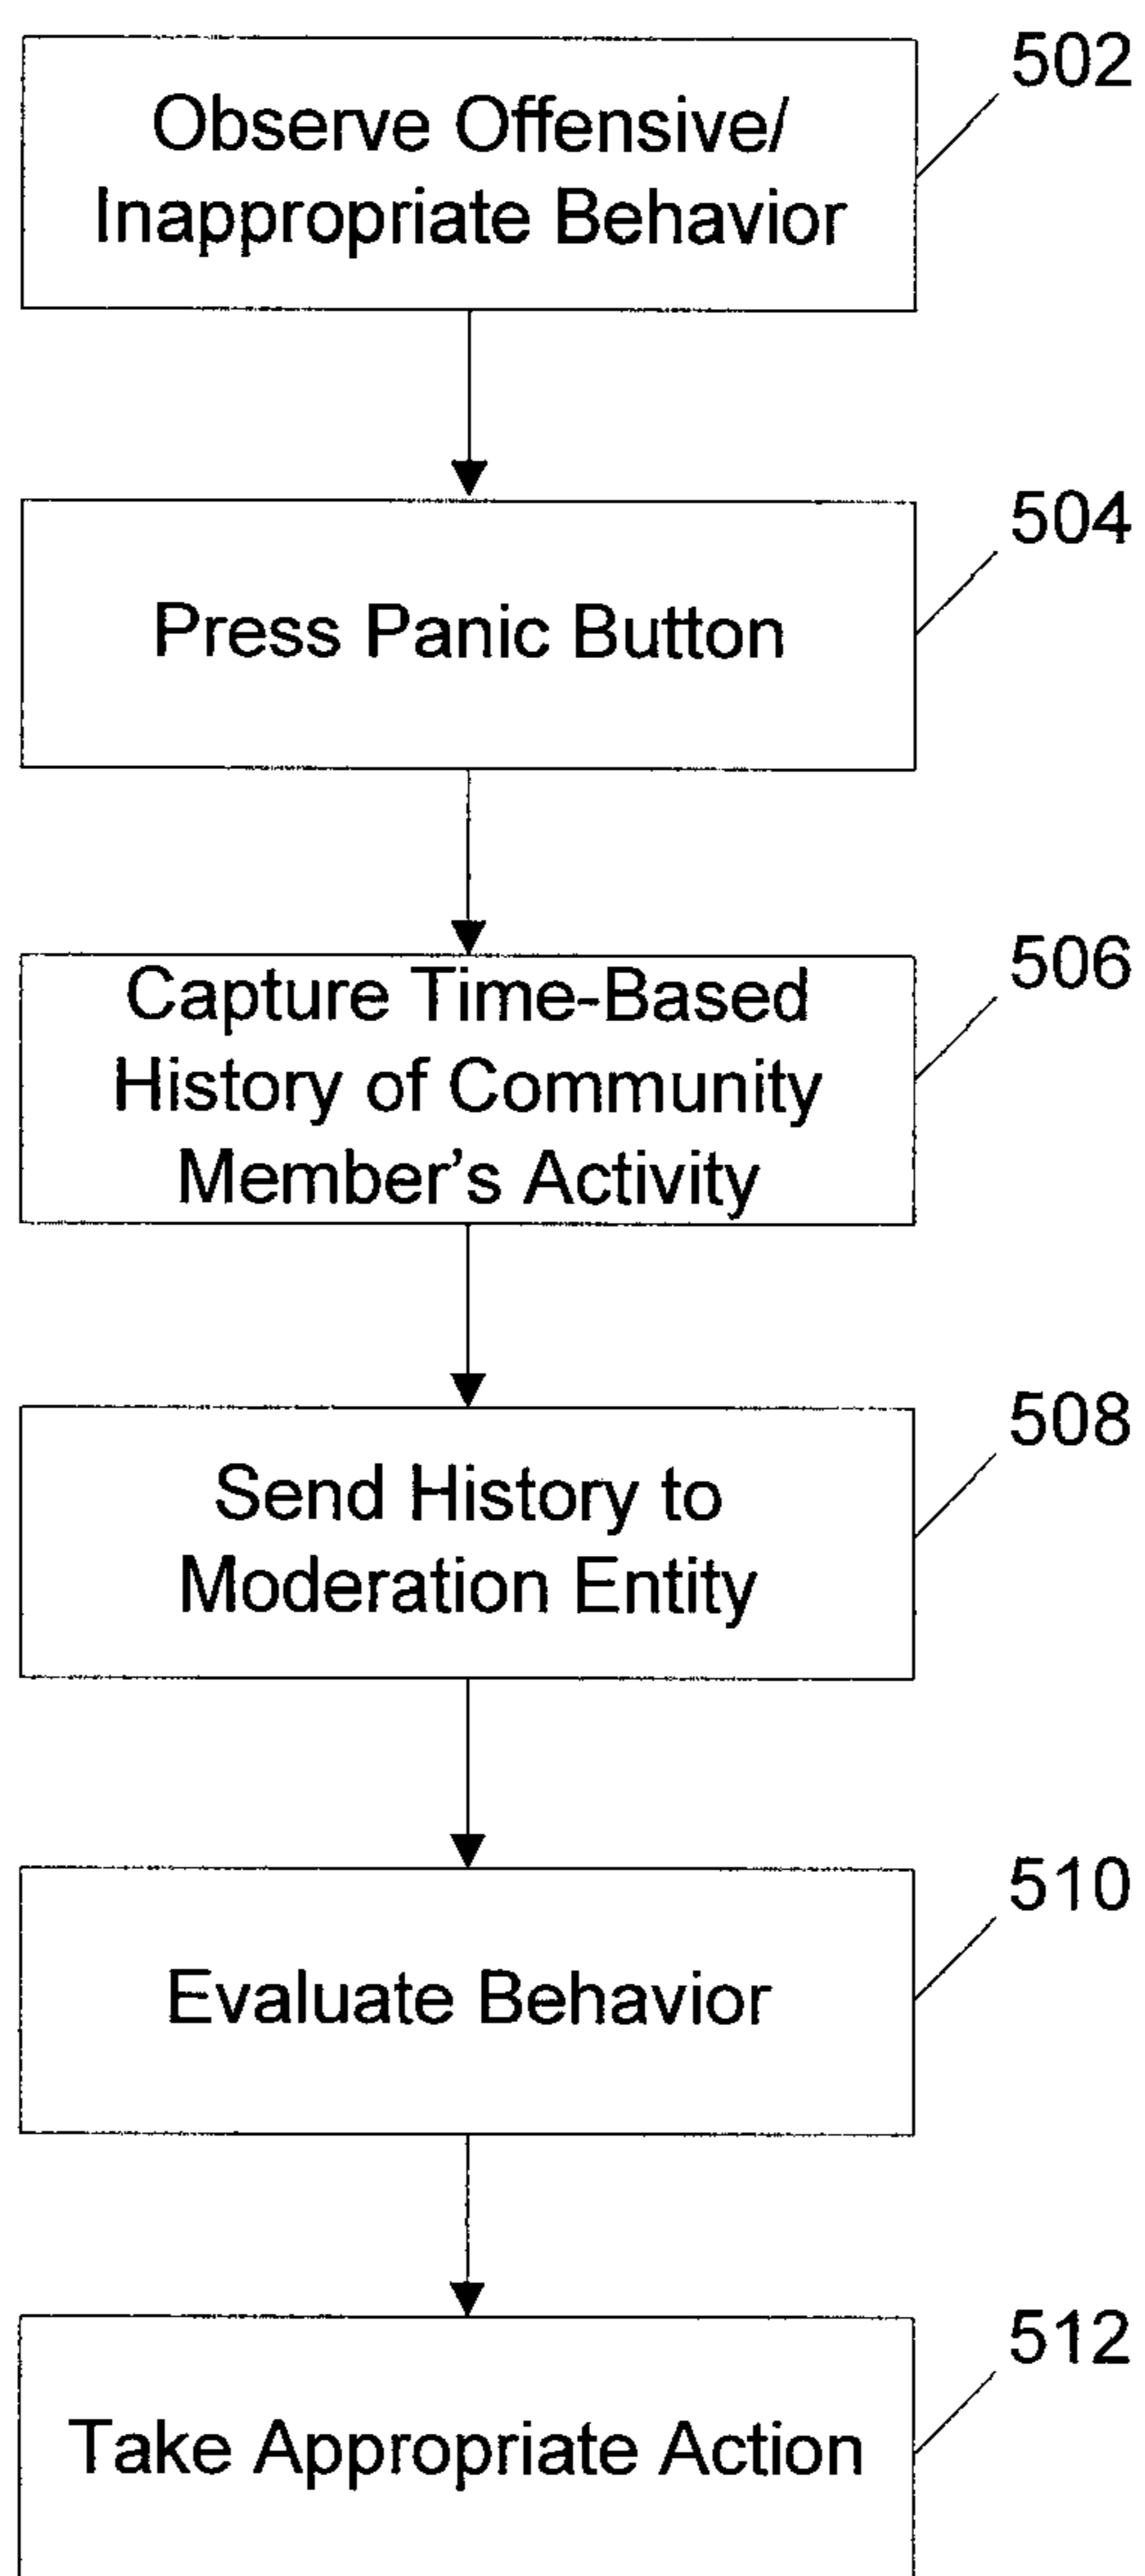 502
Observe Offensive/
Inappropriate Behavior
504
Press Panic Button
506
Capture Time-Based
History of Community
Member's Activity
508
Send History to
Moderation Entity
510
Evaluate Behavior
512
Take Appropriate Action